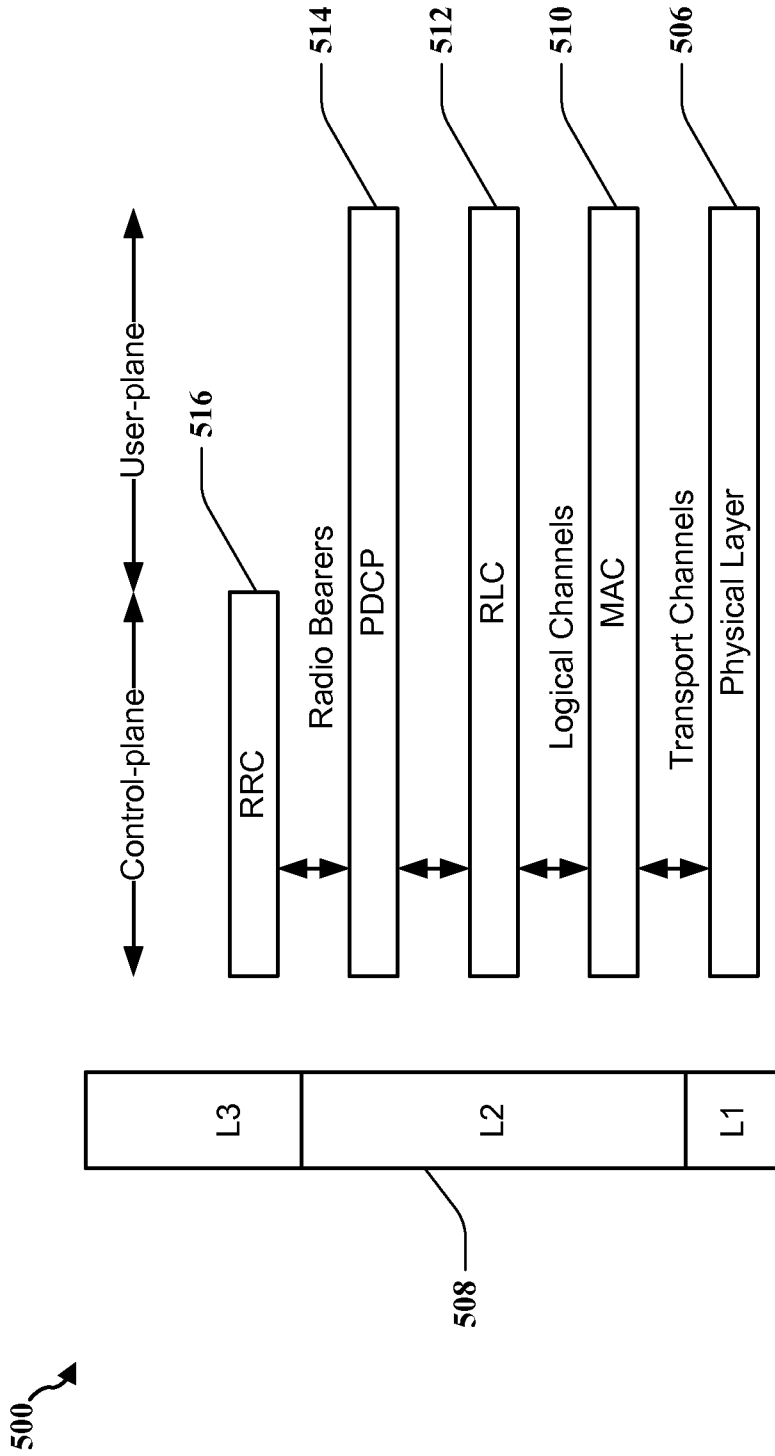 500
Control-plane
User-plane
516
RRC
Radio Bearers
514
PDCP
512
RLC
Logical Channels
510
MAC
Transport Channels
506
Physical Layer
L3
L2
L1
508